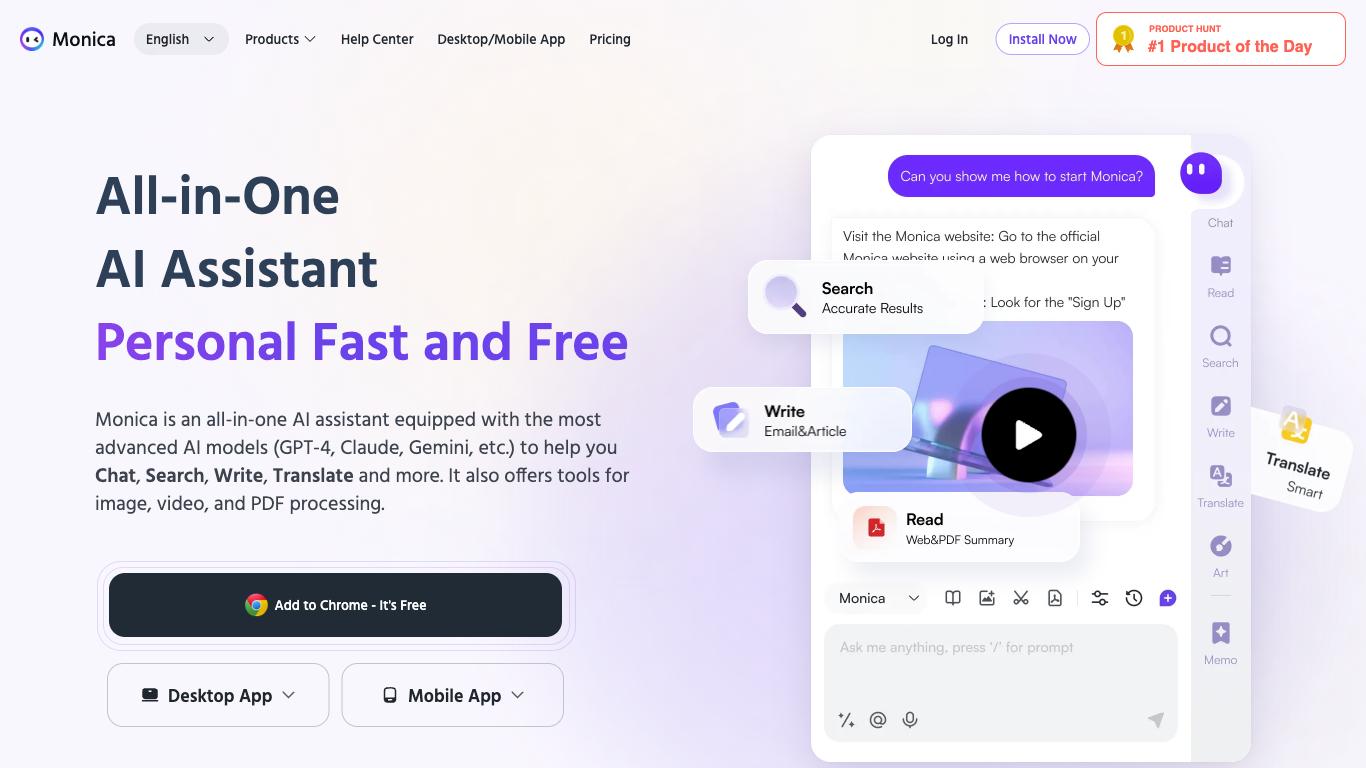 Monica
English
Products
Help Center
Desktop/Mobile App
Pricing
Log In
Install Now
1
PRODUCT HUNT
#1 Product of the Day
All-in-One
AI Assistant
Personal Fast and Free
Monica is an all-in-one AI assistant equipped with the most
advanced AI models (GPT-4, Claude, Gemini, etc.) to help you
Chat, Search, Write, Translate and more. It also offers tools for
image, video, and PDF processing.
Add to Chrome - It's Free
Desktop App
Mobile App
Can you show me how to start Monica?
Visit the Monica website: Go to the official
Monica website using a web browser on your
: Look for the "Sign Up"
Search
Accurate Results
Write
Email&Article
Read
Web&PDF Summary
Translate
Smart
Chat
Read
Search
Write
Translate
Art
Memo
Monica
Ask me anything, press ‘/’ for prompt